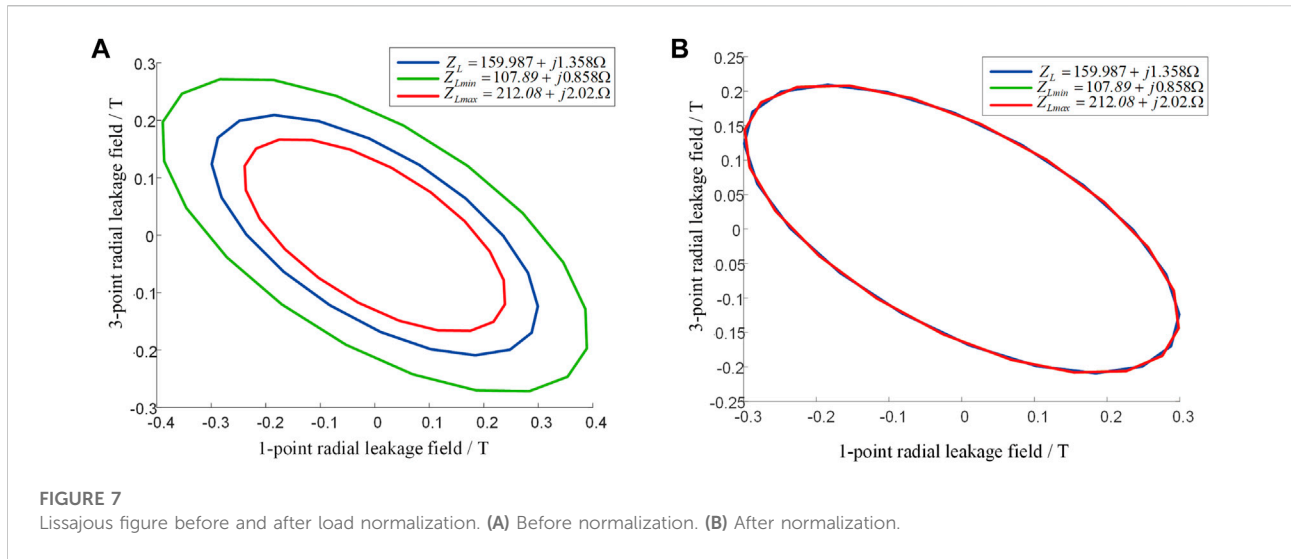 A
Z_L = 159.987 + j1.358Ω
Z_Lmin = 107.89 + j0.858Ω
Z_Lmax = 212.08 + j2.02.Ω
0.3
0.2
0.1
0
-0.1
-0.2
-0.3
-0.4
-0.3
-0.2
-0.1
0
0.1
0.2
0.3
0.4
3-point radial leakage field / T
1-point radial leakage field / T
B
Z_L = 159.987 + j1.358Ω
Z_Lmin = 107.89 + j0.858Ω
Z_Lmax = 212.08 + j2.02.Ω
0.25
0.2
0.15
0.1
0.05
0
0.05
-0.1
-0.15
-0.2
-0.25
-0.3
-0.2
-0.1
0
0.1
0.2
0.3
3-point radial leakage field / T
1-point radial leakage field / T
FIGURE 7
Lissajous figure before and after load normalization. (A) Before normalization. (B) After normalization.